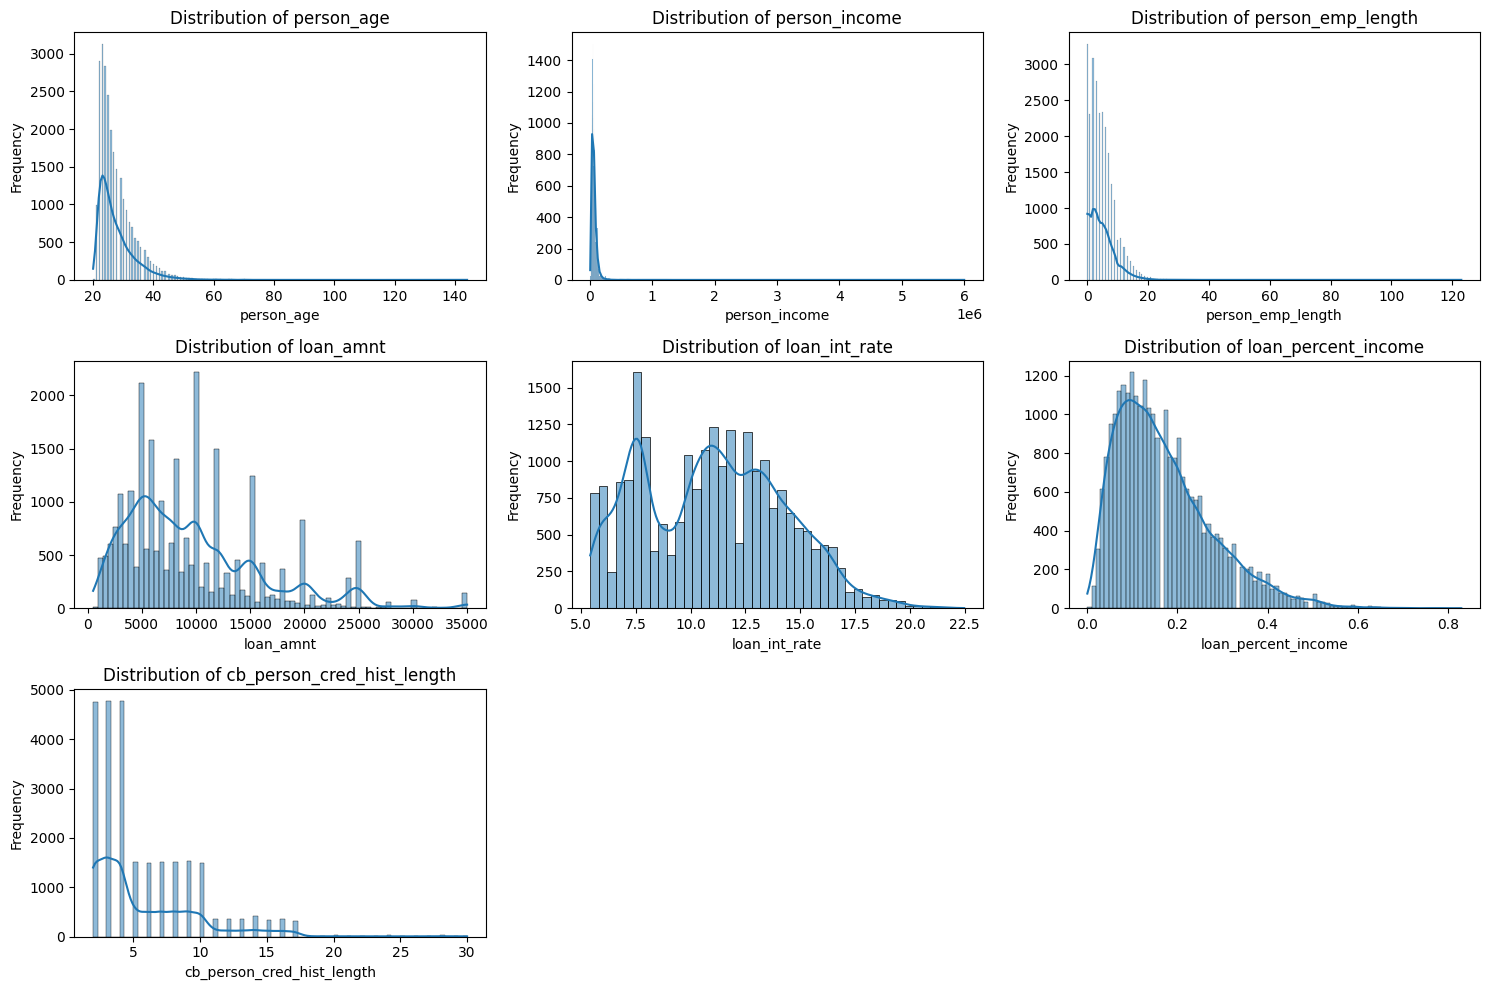 Distribution of person_age
Frequency
3000
2500
2000
1500
1000
500
0
20 40 60 80 100 120 140
person_age
Distribution of person_income
Frequency
1400
1200
1000
800
600
400
200
0
0 1 2 3 4 5 6
1e6
person_income
Distribution of person_emp_length
Frequency
3000
2500
2000
1500
1000
500
0
0 20 40 60 80 100 120
person_emp_length
Distribution of loan_amnt
Frequency
2000
1500
1000
500
0
0 5000 10000 15000 20000 25000 30000 35000
loan_amnt
Distribution of loan_int_rate
Frequency
1500
1250
1000
750
500
250
0
5.0 7.5 10.0 12.5 15.0 17.5 20.0 22.5
loan_int_rate
Distribution of loan_percent_income
Frequency
1200
1000
800
600
400
200
0
0.0 0.2 0.4 0.6 0.8
loan_percent_income
Distribution of cb_person_cred_hist_length
Frequency
5000
4000
3000
2000
1000
0
5 10 15 20 25 30
cb_person_cred_hist_length